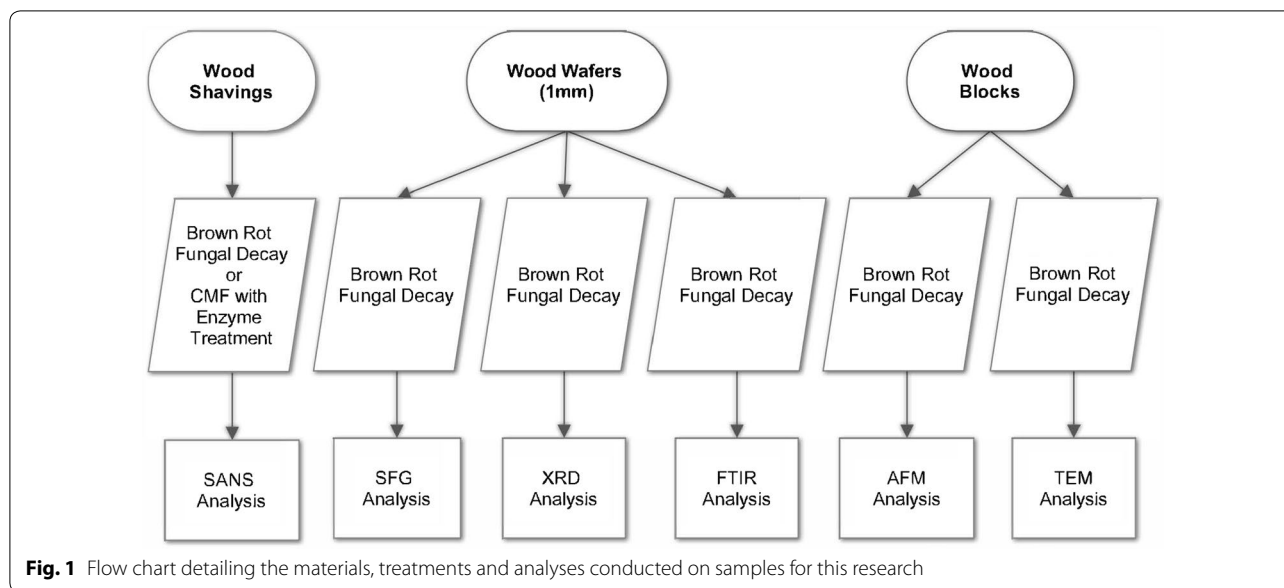 Wood
Shavings
Wood Wafers
(1mm)
Wood
Blocks
Brown Rot
Fungal Decay
or
CMF with
Enzyme
Treatment
Brown Rot
Fungal Decay
Brown Rot
Fungal Decay
Brown Rot
Fungal Decay
Brown Rot
Fungal Decay
Brown Rot
Fungal Decay
SANS
Analysis
SFG
Analysis
XRD
Analysis
FTIR
Analysis
AFM
Analysis
TEM
Analysis
Fig. 1 Flow chart detailing the materials, treatments and analyses conducted on samples for this research